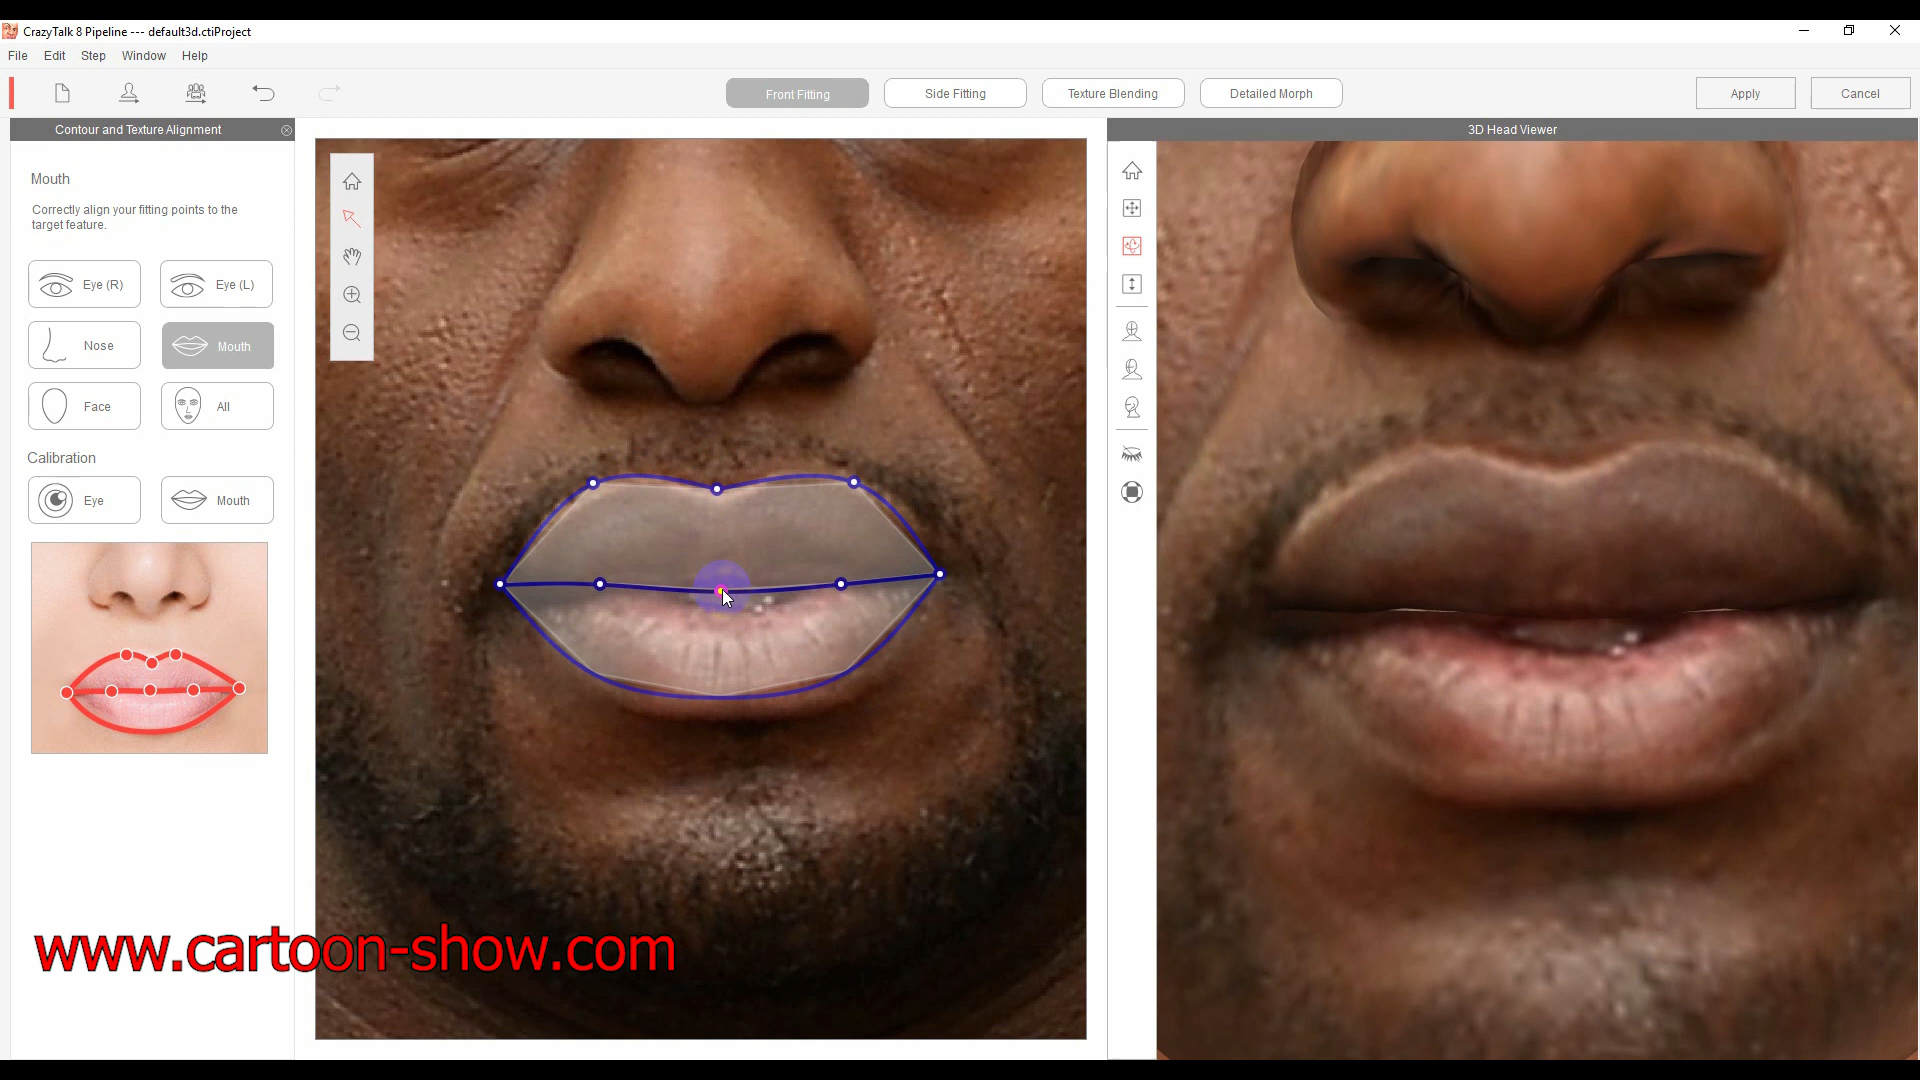 CrazyTalk 8 Pipeline --- default3d.ctiProject
File Edit Step Window Help
Front Fitting Side Fitting Texture Blending Detailed Morph Apply Cancel
Contour and Texture Alignment
3D Head Viewer
Mouth
Correctly align your fitting points to the
target feature.
Eye (R) Eye (L)
Nose Mouth
Face All
Calibration
Eye Mouth
www.cartoon-show.com